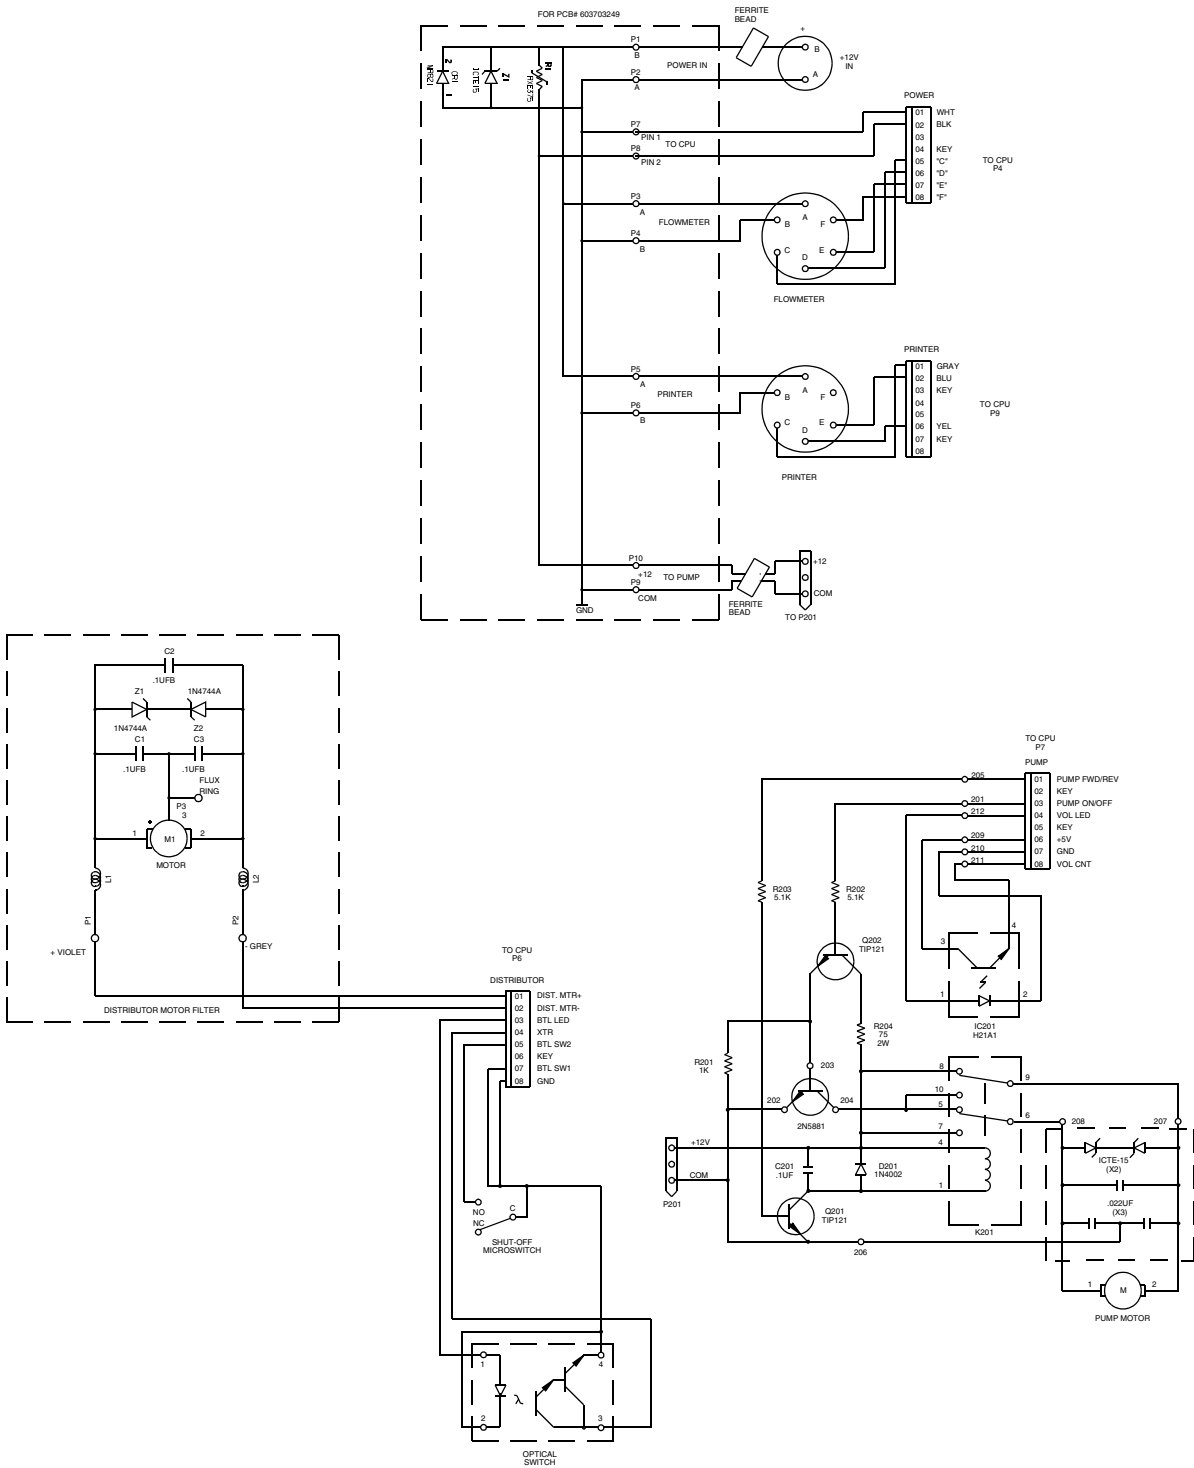 FOR PCB# 603703249
FERRITE
BEAD
P1
B
POWER IN
P2
A
+
B
A
+12V
IN
2
CR1
MR821
1
Z1
ICTE15
R1
RXE375
P7
PIN 1
TO CPU
P8
PIN 2
POWER
01 WHT
02 BLK
03
04 KEY
05 "C"
06 "D"
07 "E"
08 "F"
TO CPU
P4
P3
A
FLOWMETER
P4
B
A
B
F
C
E
D
FLOWMETER
PRINTER
01 GRAY
02 BLU
03 KEY
04
05
06 YEL
07 KEY
08
TO CPU
P9
P5
A
PRINTER
P6
B
A
B
F
C
E
D
PRINTER
P10
+12
TO PUMP
P9
COM
GND
FERRITE
BEAD
+12
COM
TO P201
C2
.1UFB
Z1
1N4744A
1N4744A
Z2
C1
C3
.1UFB
.1UFB
FLUX
RING
P3
3
1
M1
2
MOTOR
L1
L2
P1
P2
+ VIOLET
- GREY
DISTRIBUTOR MOTOR FILTER
TO CPU
P6
DISTRIBUTOR
01 DIST. MTR+
02 DIST. MTR-
03 BTL LED
04 XTR
05 BTL SW2
06 KEY
07 BTL SW1
08 GND
NO
NC
C
SHUT-OFF
MICROSWITCH
1
4
λ
2
3
OPTICAL
SWITCH
TO CPU
P7
PUMP
205
01 PUMP FWD/REV
02 KEY
201
03 PUMP ON/OFF
212
04 VOL LED
05 KEY
209
06 +5V
210
07 GND
211
08 VOL CNT
R203
5.1K
R202
5.1K
Q202
TIP121
4
3
1
2
IC201
H21A1
R204
75
2W
R201
1K
203
202
204
2N5881
8
9
10
5
6
7
4
1
K201
208
207
ICTE-15
(X2)
.022UF
(X3)
1
M
2
PUMP MOTOR
+12V
COM
P201
C201
.1UF
D201
1N4002
Q201
TIP121
206